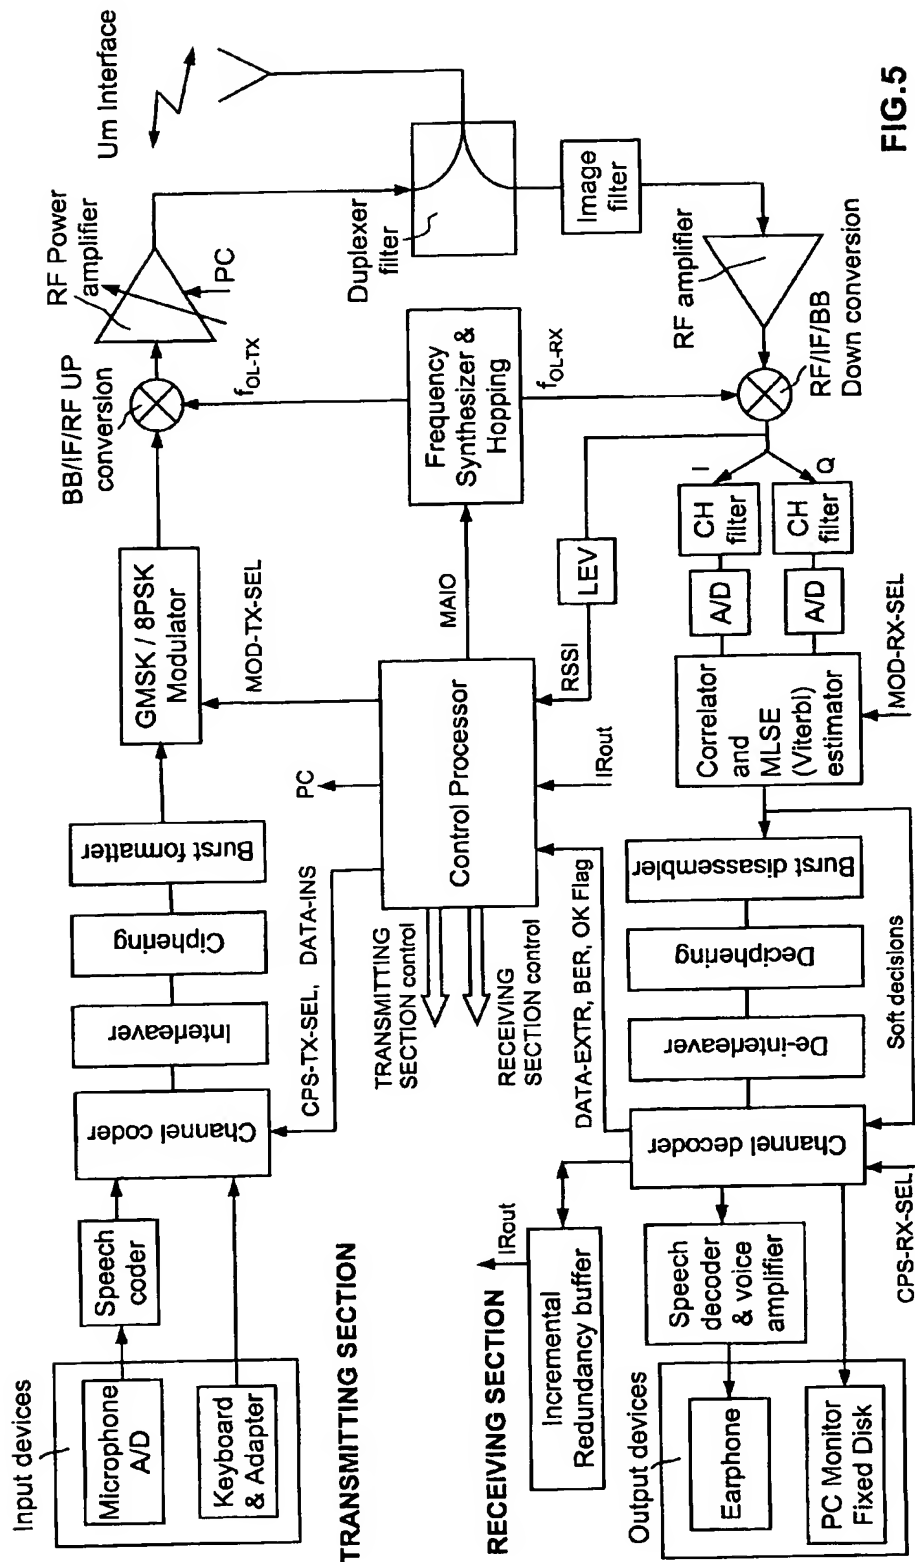 Input devices
Microphone
A/D
Keyboard
& Adapter
Speech
coder
Channel coder
Interleaver
Ciphering
Burst formatter
GMSK / 8PSK
Modulator
BB/IF/RF UP
conversion
RF Power
amplifier
PC
Um Interface
TRANSMITTING SECTION
CPS-TX-SEL, DATA-INS
PC
MOD-TX-SEL
fOL-TX
TRANSMITTING
SECTION control
RECEIVING
SECTION control
Control Processor
MAIO
Frequency
Synthesizer &
Hopping
Duplexer
filter
fOL-RX
Image
filter
RECEIVING SECTION
IRout
DATA-EXTR, BER, OK Flag
IRout
RSSI
LEV
RF amplifier
RF/IF/BB
Down conversion
Incremental
Redundancy buffer
Output devices
Earphone
PC Monitor
Fixed Disk
Speech
decoder
& voice
amplifier
Channel decoder
De-interleaver
Deciphering
Burst disassembler
Correlator
and
MLSE
(Viterbi)
estimator
A/D
A/D
CH
filter
CH
filter
I
Q
CPS-RX-SEL
Soft decisions
MOD-RX-SEL
FIG.5